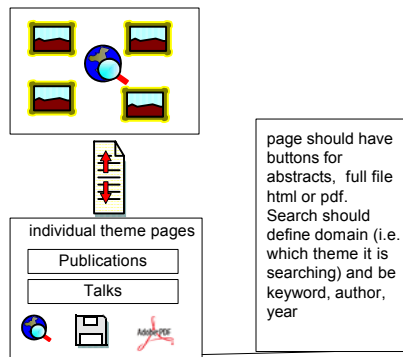 individual theme pages
Publications
Talks
Adobe PDF
page should have
buttons for
abstracts, full file
html or pdf.
Search should
define domain (i.e.
which theme it is
searching) and be
keyword, author,
year